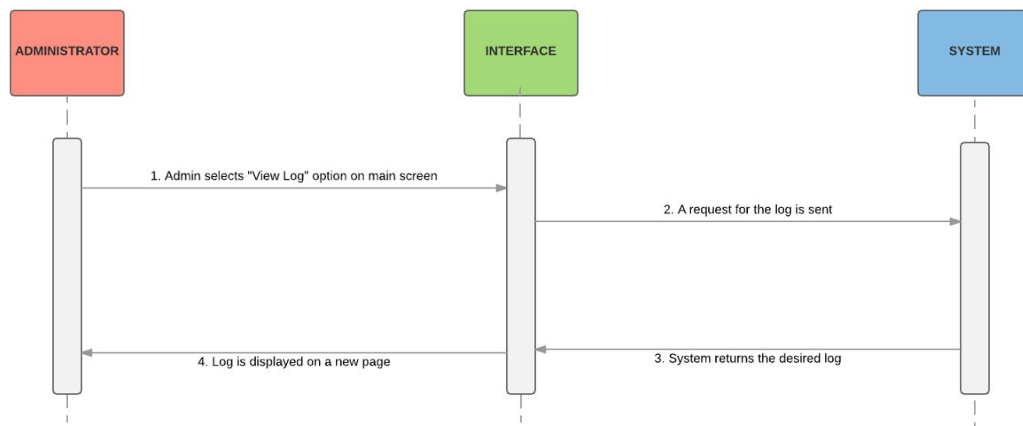 ADMINISTRATOR
INTERFACE
SYSTEM
1. Admin selects "View Log" option on main screen
2. A request for the log is sent
3. System returns the desired log
4. Log is displayed on a new page